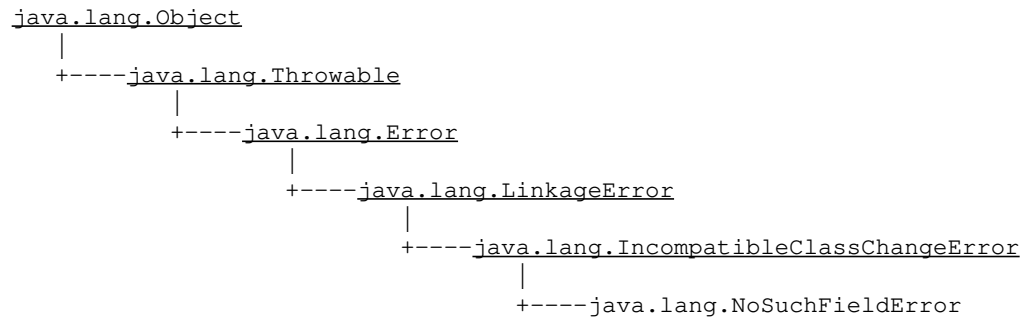 java.lang.Object
|
+----java.lang.Throwable
|
+----java.lang.Error
|
+----java.lang.LinkageError
|
+----java.lang.IncompatibleClassChangeError
|
+----java.lang.NoSuchFieldError